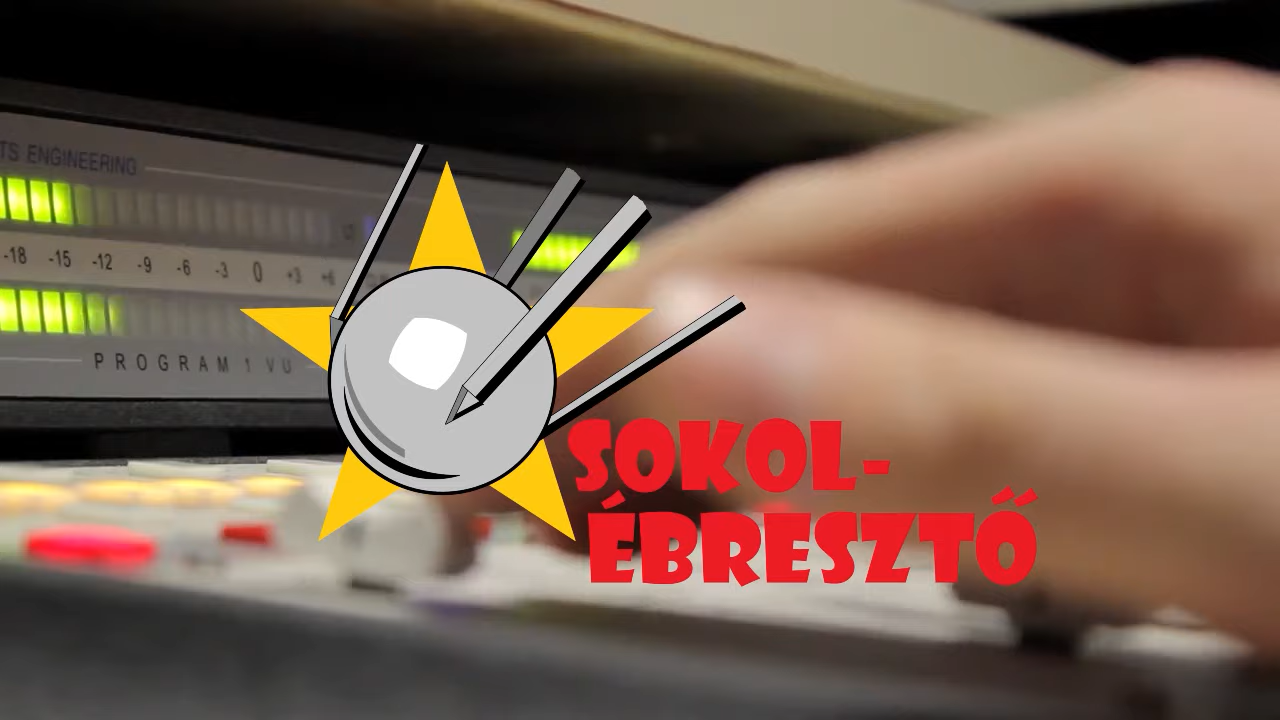 TS ENGINEERING
-18 -15 -12 -9 -6 -3 0 +3 +6
PROGRAM 1 VU
SOKOL-
ÉBRESZTŐ